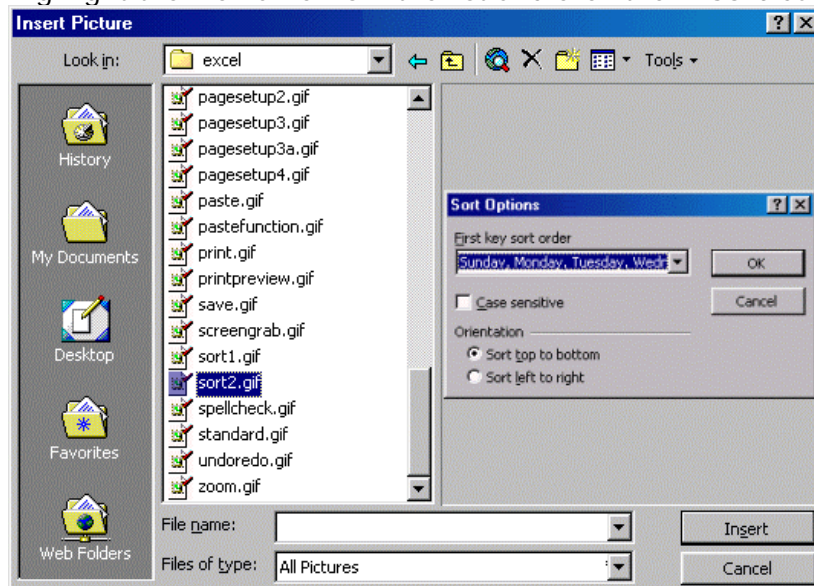 Insert Picture
Look in:
excel
Tools
History
My Documents
Desktop
Favorites
Web Folders
pagesetup2.gif
pagesetup3.gif
pagesetup3a.gif
pagesetup4.gif
paste.gif
pastefunction.gif
print.gif
printpreview.gif
save.gif
screengrab.gif
sort1.gif
sort2.gif
spellcheck.gif
standard.gif
undoredo.gif
zoom.gif
Sort Options
First key sort order
Sunday, Monday, Tuesday, Wedr
OK
Case sensitive
Cancel
Orientation
Sort top to bottom
Sort left to right
File name:
Insert
Files of type:
All Pictures
Cancel